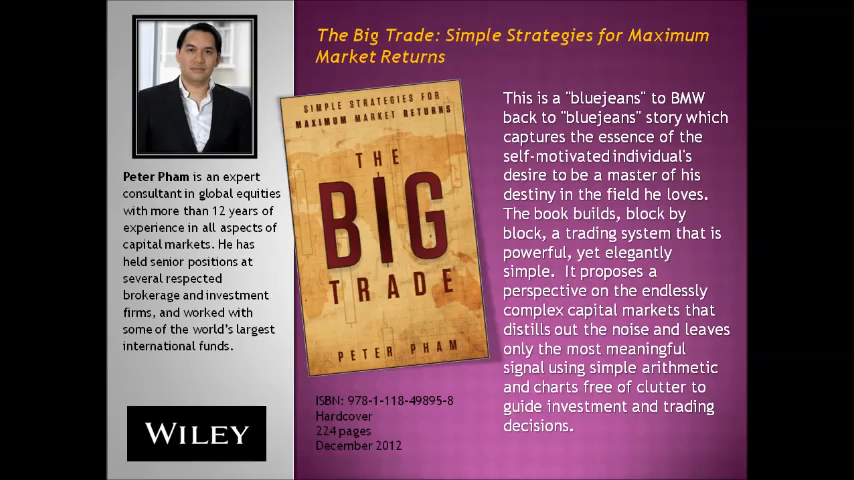 The Big Trade: Simple Strategies for Maximum
Market Returns
SIMPLE STRATEGIES FOR
MAXIMUM MARKET RETURNS
THE
BIG
TRADE
PETER PHAM
Peter Pham is an expert
consultant in global equities
with more than 12 years of
experience in all aspects of
capital markets. He has
held senior positions at
several respected
brokerage and investment
firms, and worked with
some of the world's largest
international funds.
WILEY
ISBN: 978-1-118-49895-8
Hardcover
224 pages
December 2012
This is a "bluejeans" to BMW
back to "bluejeans" story which
captures the essence of the
self-motivated individual's
desire to be a master of his
destiny in the field he loves.
The book builds, block by
block, a trading system that is
powerful, yet elegantly
simple.  It proposes a
perspective on the endlessly
complex capital markets that
distills out the noise and leaves
only the most meaningful
signal using simple arithmetic
and charts free of clutter to
guide investment and trading
decisions.